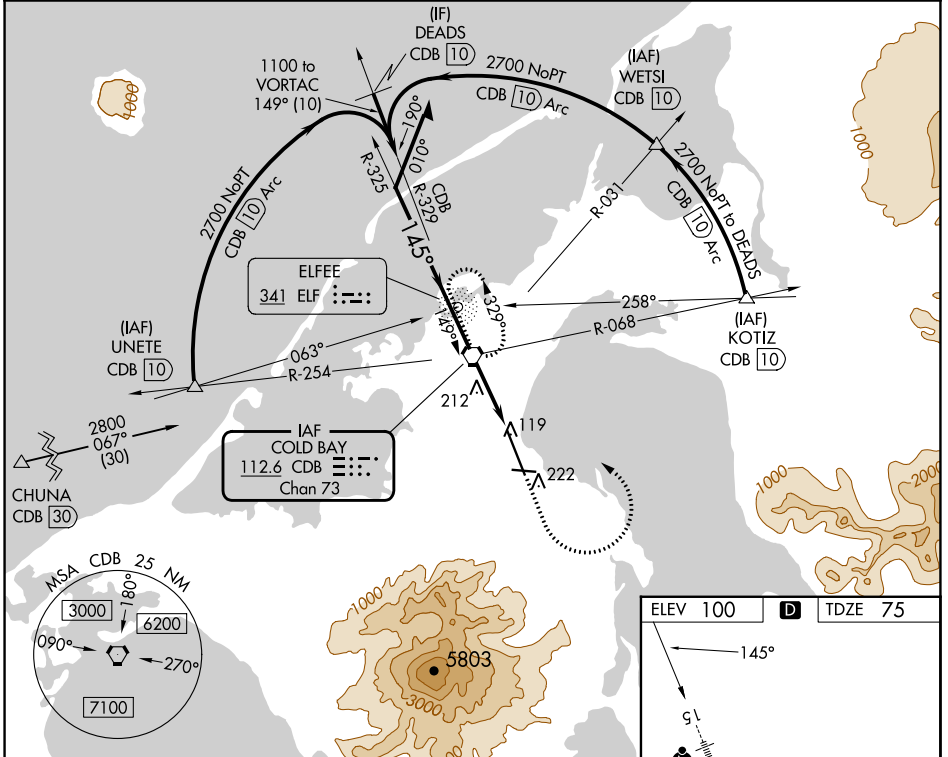 (IF)
DEADS
CDB 10
1100 to
VORTAC
149° (10)
2700 NoPT
CDB 10 Arc
(IAF)
WETSI
CDB 10
1000
190°
010°
R-325
CDB
R-329
2700 NoPT
CDB 10 Arc
R-031
2700 NoPT to DEADS
CDB 10 Arc
1000
145°
ELFEE
341 ELF
329°
149°
258°
R-068
(IAF)
KOTIZ
CDB 10
(IAF)
UNETE
CDB 10
063°
R-254
212
119
222
2800
067°
(30)
CHUNA
CDB 30
IAF
COLD BAY
112.6 CDB
Chan 73
1000
2000
MSA CDB 25 NM
180°
3000
6200
090°
270°
7100
1000
5803
3000
ELEV 100
D
TDZE 75
145°
15